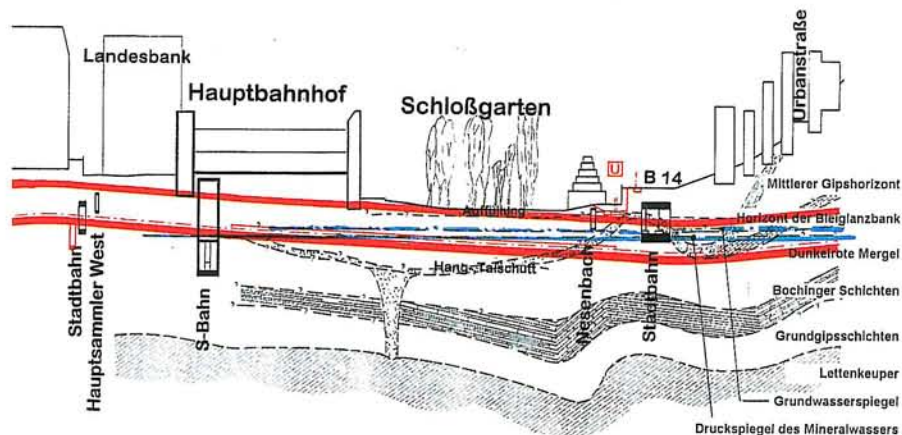 Landesbank
Hauptbahnhof
Schloßgarten
Urbanstraße
U
B 14
Mittlerer Gipshorizont
Auffüllung
Horizont der Bleiglanzbank
Dunkelrote Mergel
Hang-Talschutt
Bochinger Schichten
Grundgipsschichten
Lettenkeuper
Grundwasserspiegel
Druckspiegel des Mineralwassers
Stadtbahn
Hauptsammler West
S-Bahn
Nesenbach
Stadtbahn